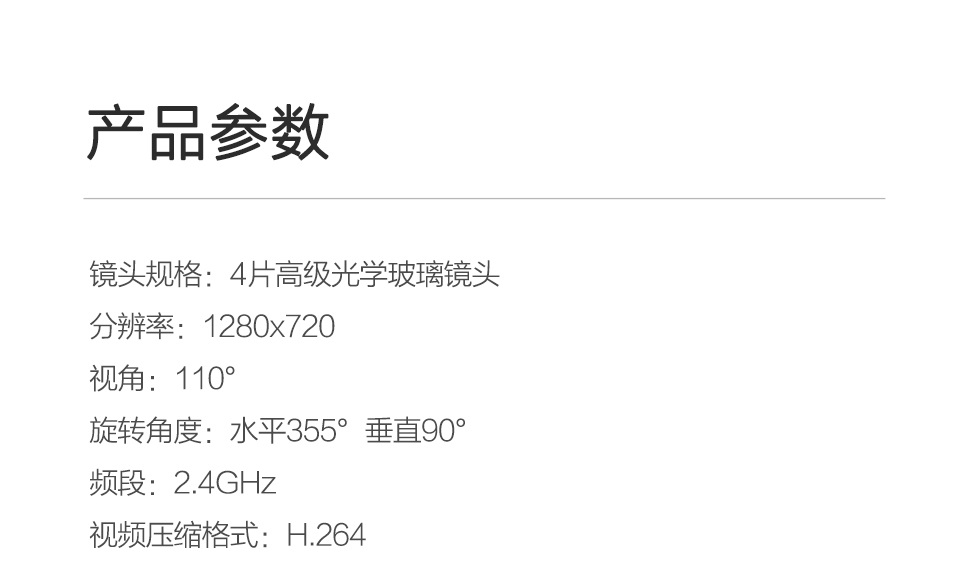 产品参数
镜头规格：4片高级光学玻璃镜头
分辨率：1280x720
视角：110°
旋转角度：水平355° 垂直90°
频段：2.4GHz
视频压缩格式：H.264